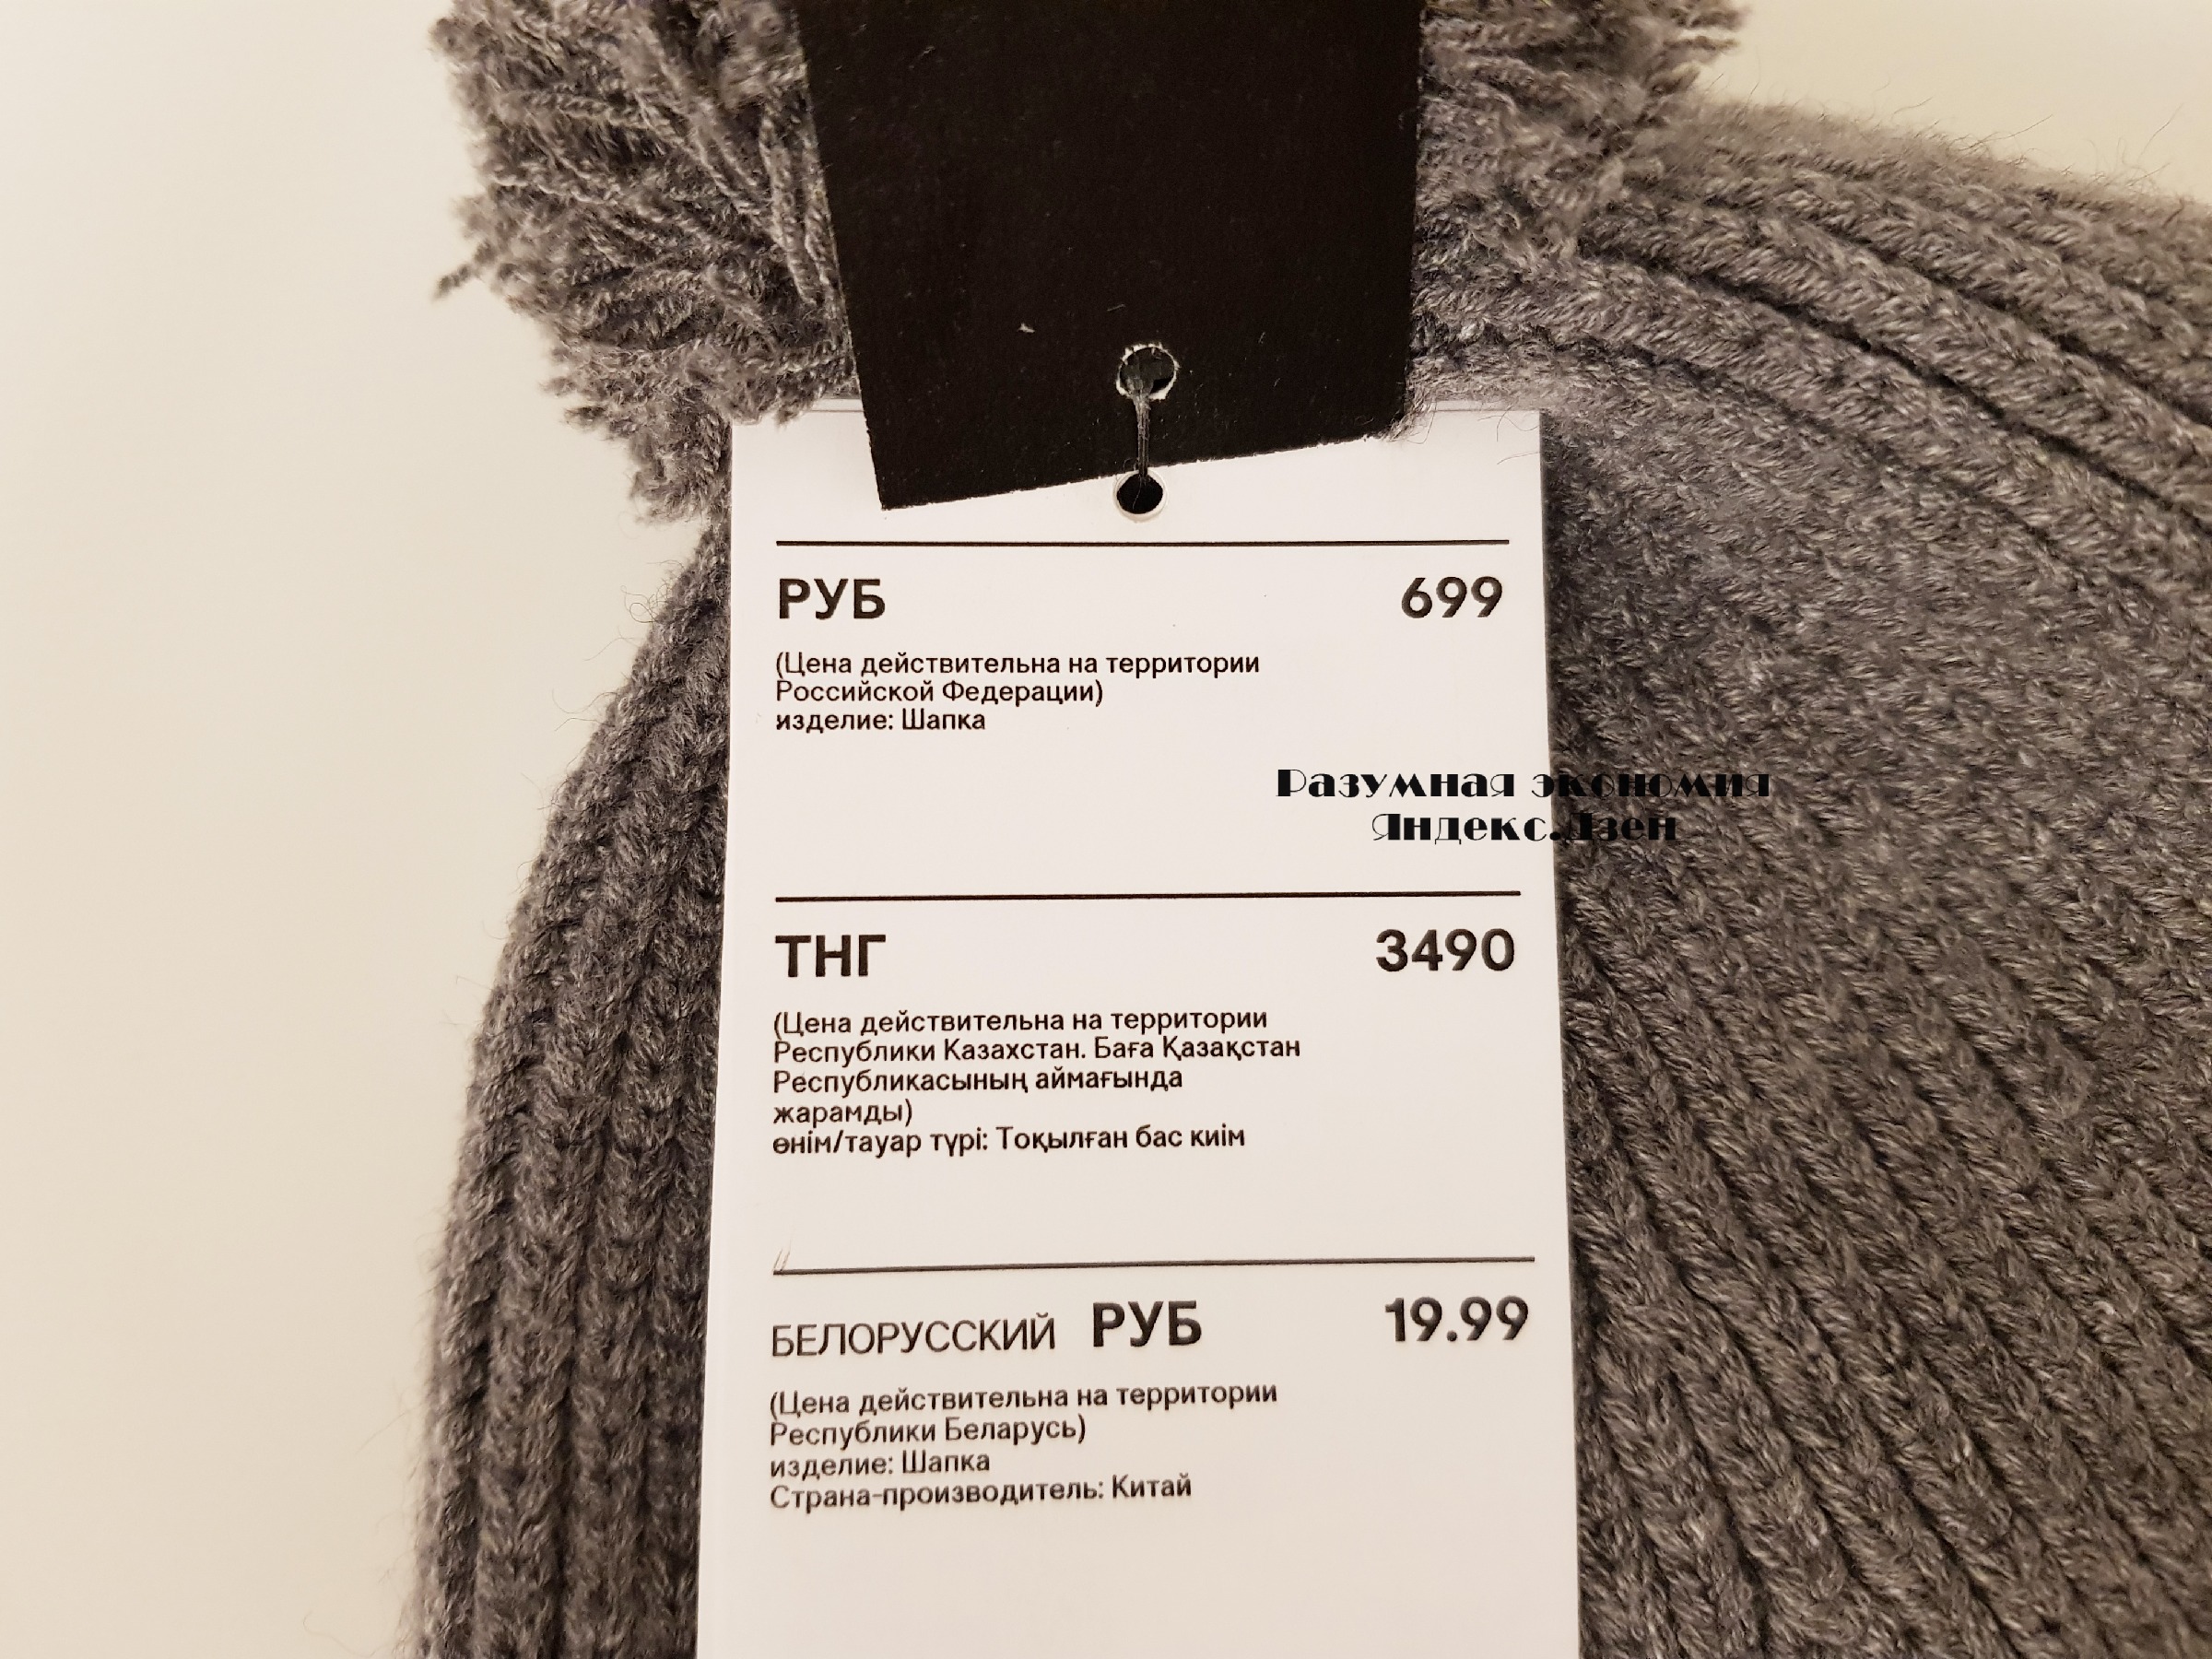 РУБ 699
(Цена действительна на территории
Российской Федерации)
изделие: Шапка
Разумная экономия
Яндекс.Дзен
ТНГ 3490
(Цена действительна на территории
Республики Казахстан. Баға Қазақстан
Республикасының аймағында
жарамды)
өнім/тауар түрі: Тоқылған бас киім
БЕЛОРУССКИЙ РУБ 19.99
(Цена действительна на территории
Республики Беларусь)
изделие: Шапка
Страна-производитель: Китай